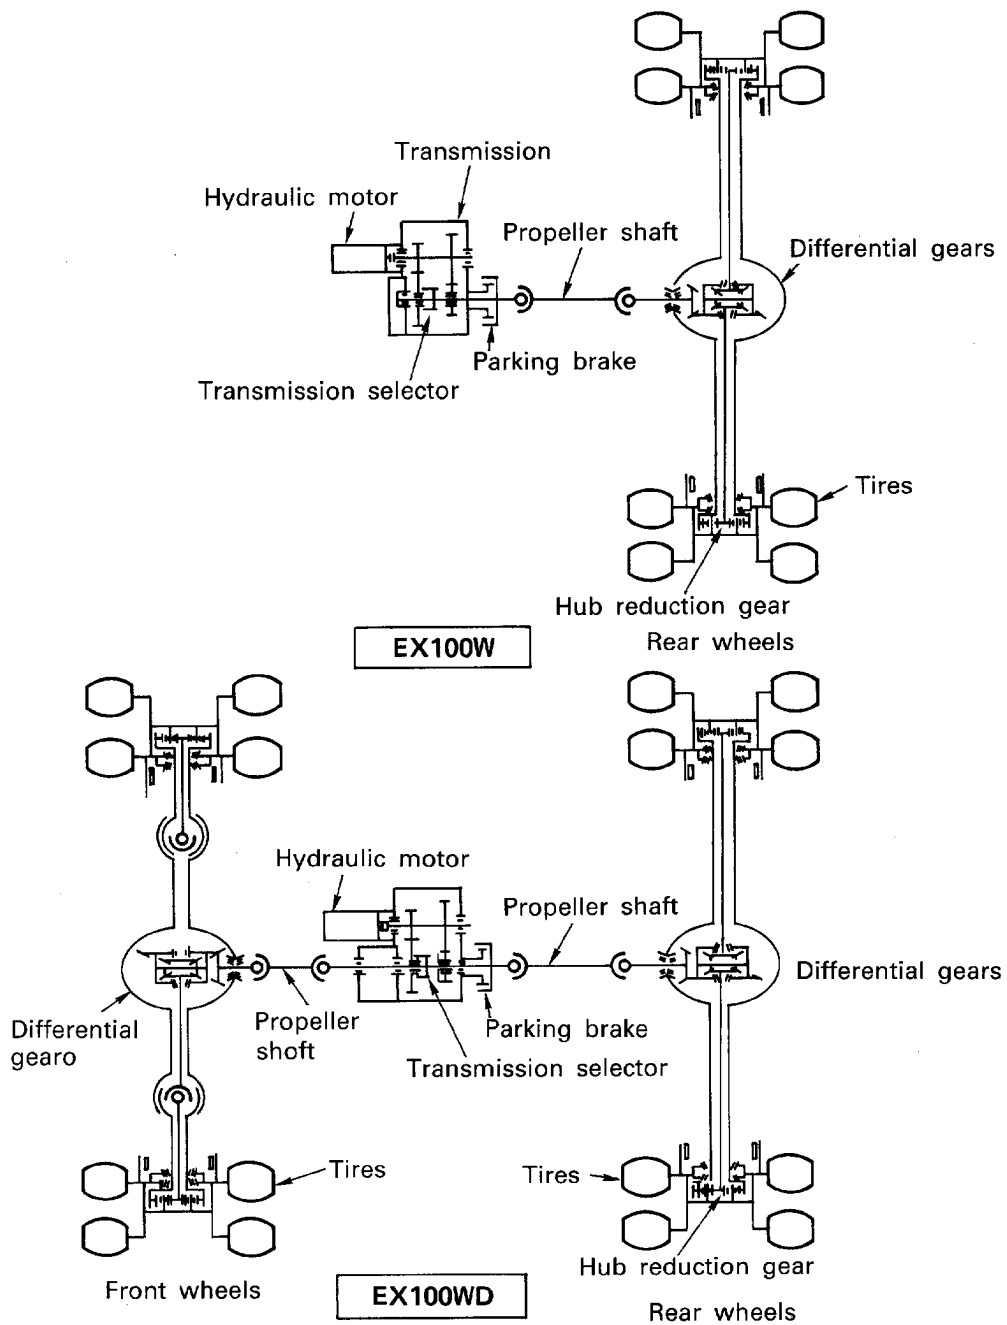 Transmission
Hydraulic motor
Propeller shaft
Differential gears
Parking brake
Transmission selector
Tires
Hub reduction gear
Rear wheels
EX100W
Hydraulic motor
Propeller shaft
Differential gears
Differential
gearo
Propeller
shoft
Parking brake
Transmission selector
Tires
Tires
Hub reduction gear
Front wheels
EX100WD
Rear wheels